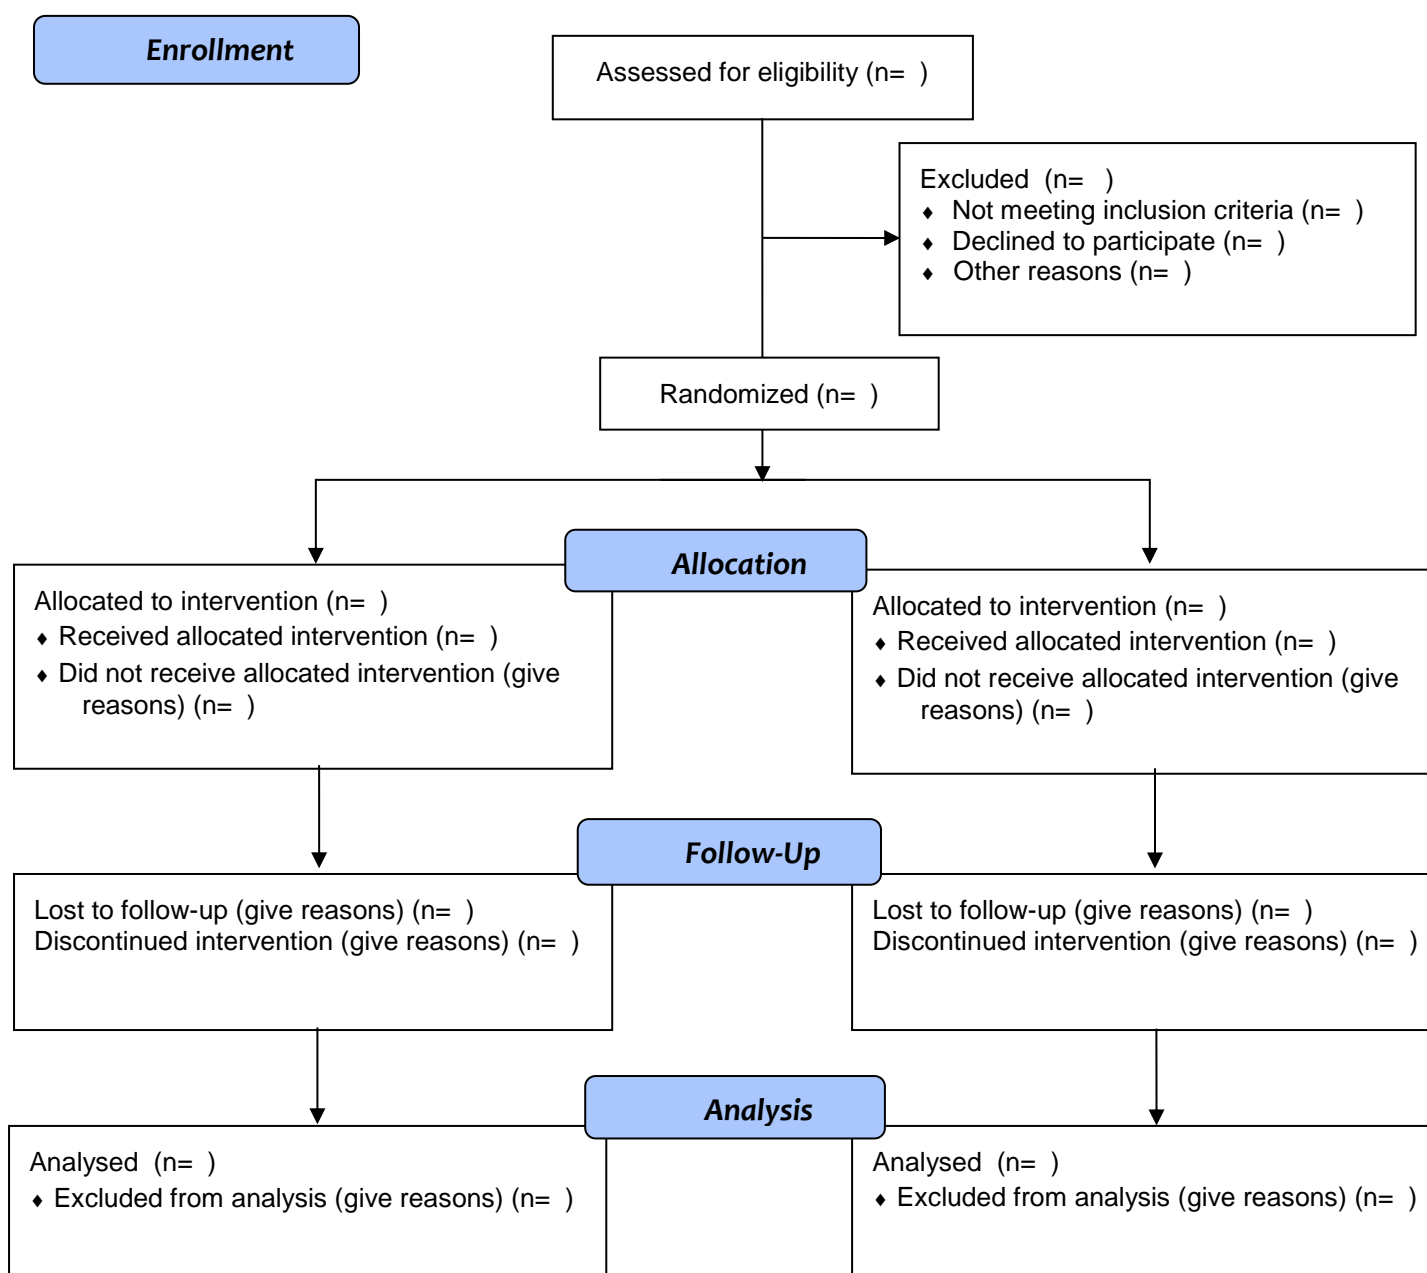 Enrollment
Assessed for eligibility (n=  )
Excluded  (n=   )
♦ Not meeting inclusion criteria (n=  )
♦ Declined to participate (n=  )
♦ Other reasons (n=  )
Randomized (n=  )
Allocation
Allocated to intervention (n=  )
♦ Received allocated intervention (n=  )
♦ Did not receive allocated intervention (give
reasons) (n=  )
Allocated to intervention (n=  )
♦ Received allocated intervention (n=  )
♦ Did not receive allocated intervention (give
reasons) (n=  )
Follow-Up
Lost to follow-up (give reasons) (n=  )
Discontinued intervention (give reasons) (n=  )
Lost to follow-up (give reasons) (n=  )
Discontinued intervention (give reasons) (n=  )
Analysis
Analysed  (n=  )
♦ Excluded from analysis (give reasons) (n=  )
Analysed  (n=  )
♦ Excluded from analysis (give reasons) (n=  )